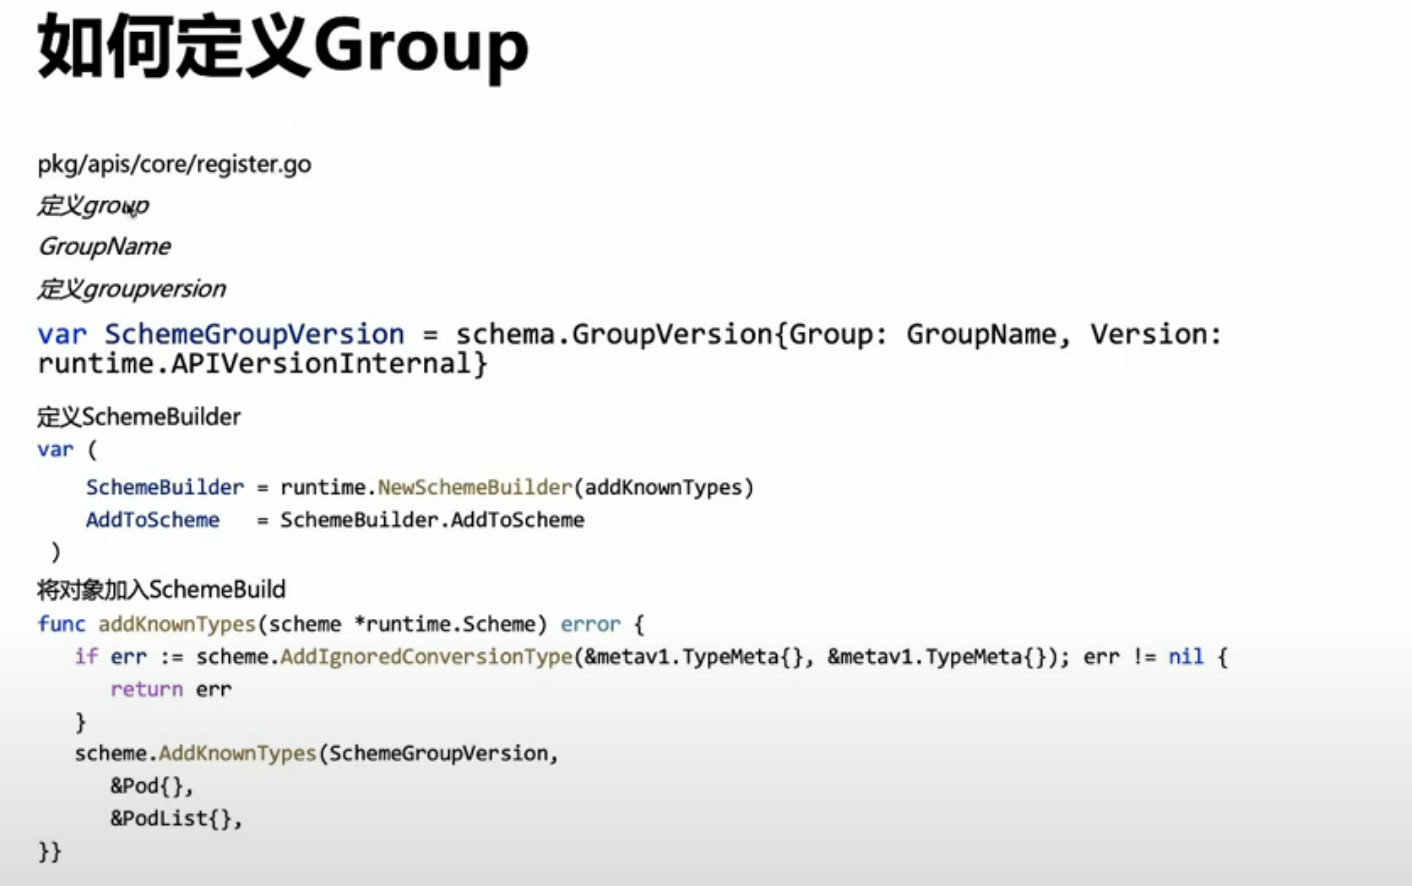 如何定义Group
pkg/apis/core/register.go
定义group
GroupName
定义groupversion
var SchemeGroupVersion = schema.GroupVersion{Group: GroupName, Version:
runtime.APIVersionInternal}
定义SchemeBuilder
var (
SchemeBuilder = runtime.NewSchemeBuilder(addKnownTypes)
AddToScheme = SchemeBuilder.AddToScheme
)
将对象加入SchemeBuild
func addKnownTypes(scheme *runtime.Scheme) error {
if err := scheme.AddIgnoredConversionType(&metav1.TypeMeta{}, &metav1.TypeMeta{}); err != nil {
return err
}
scheme.AddKnownTypes(SchemeGroupVersion,
&Pod{},
&PodList{},
}}